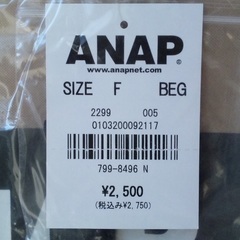 ANAP®
www.anapnet.com
SIZE F BEG
2299 005
0103200092117
799-8496 N
¥2,500
(税込み¥2,750)